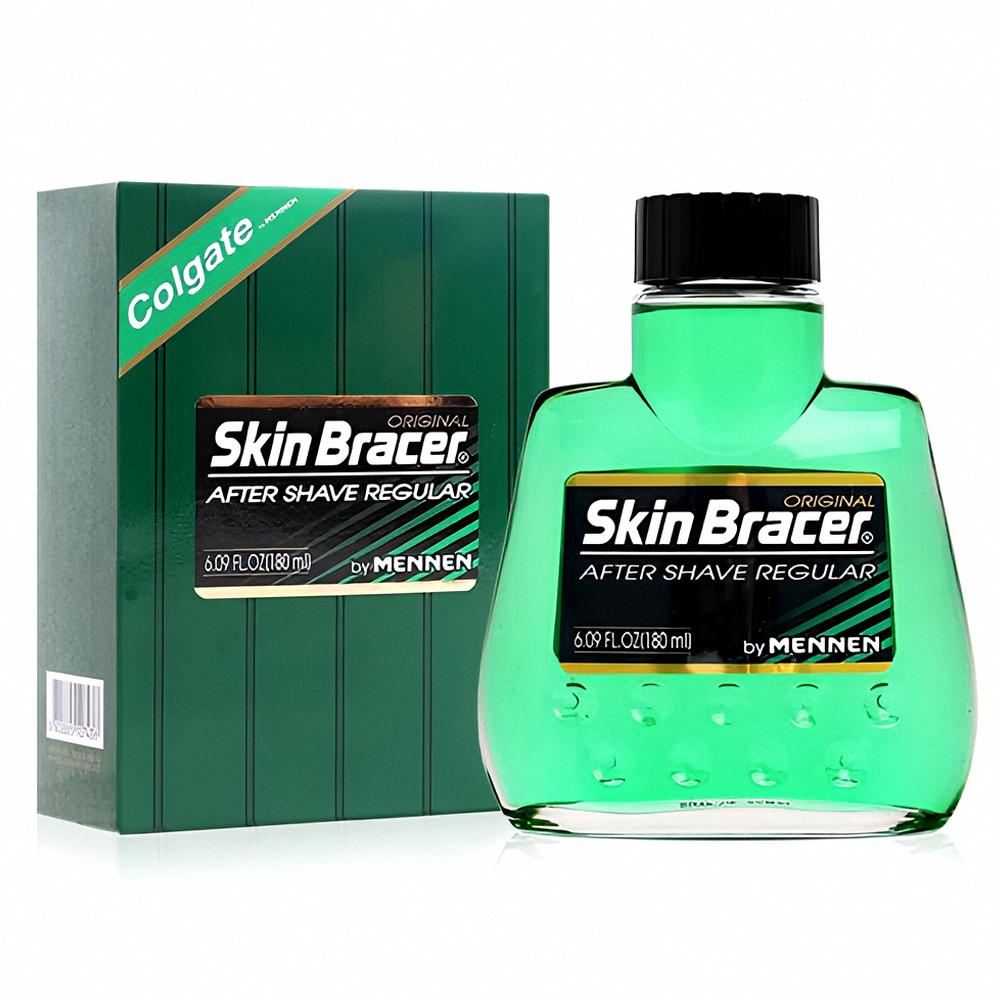 Colgate
ORIGINAL
Skin Bracer®
AFTER SHAVE REGULAR
6.09 FL.OZ(180 ml)
by MENNEN
ORIGINAL
Skin Bracer®
AFTER SHAVE REGULAR
6.09 FL.OZ(180 ml)
by MENNEN